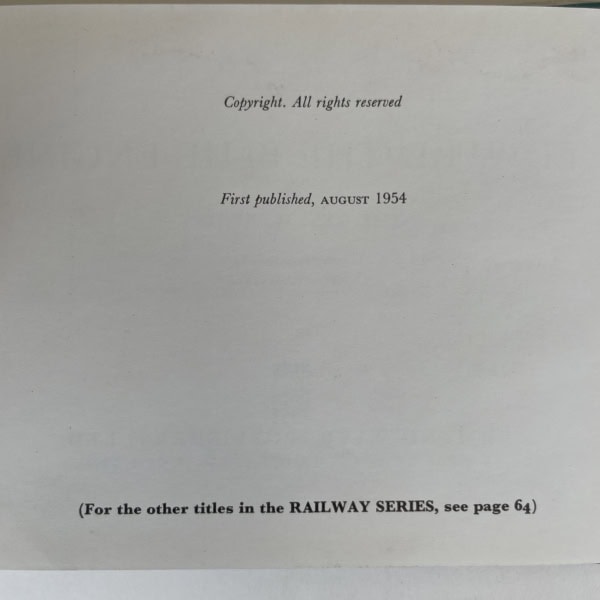 Copyright. All rights reserved
First published, AUGUST 1954
(For the other titles in the RAILWAY SERIES, see page 64)